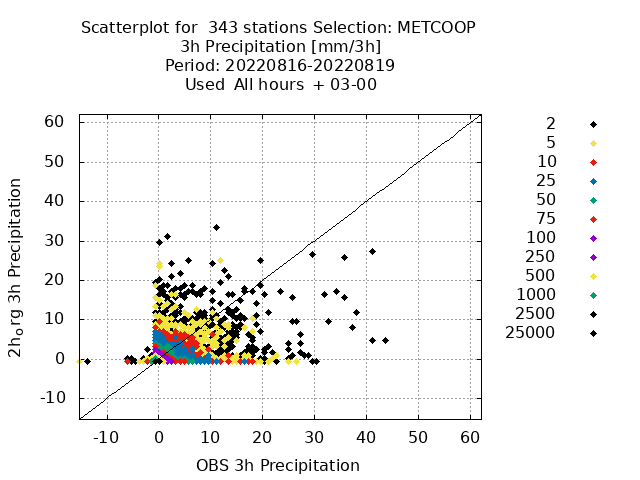 Scatterplot for  343 stations Selection: METCOOP
3h Precipitation [mm/3h]
Period: 20220816-20220819
Used  All hours  + 03-00
2h_org 3h Precipitation
60
50
40
30
20
10
0
-10
-10 0 10 20 30 40 50 60
OBS 3h Precipitation
2
5
10
25
50
75
100
250
500
1000
2500
25000